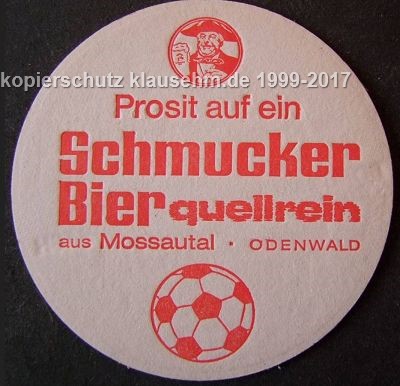 kopierschutz klausehm.de 1999-2017
Prosit auf ein
Schmucker
Bier quellrein
aus Mossautal · ODENWALD